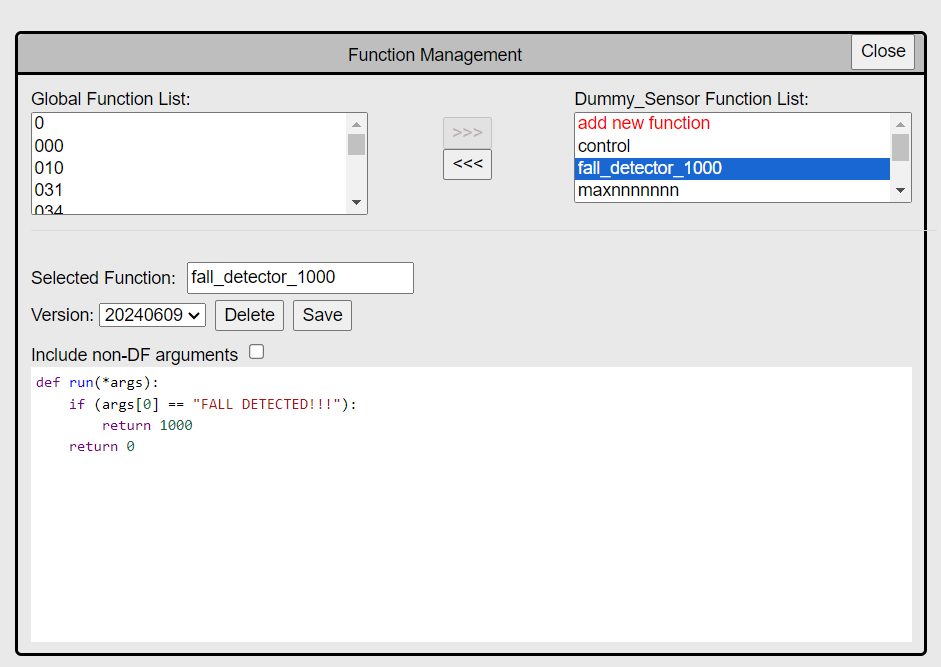 Function Management
Close
Global Function List:
0
000
010
031
034
>>>
<<<
Dummy_Sensor Function List:
add new function
control
fall_detector_1000
maxnnnnnnn
Selected Function: fall_detector_1000
Version: 20240609 Delete Save
Include non-DF arguments
def run(*args):
    if (args[0] == "FALL DETECTED!!!"):
        return 1000
    return 0